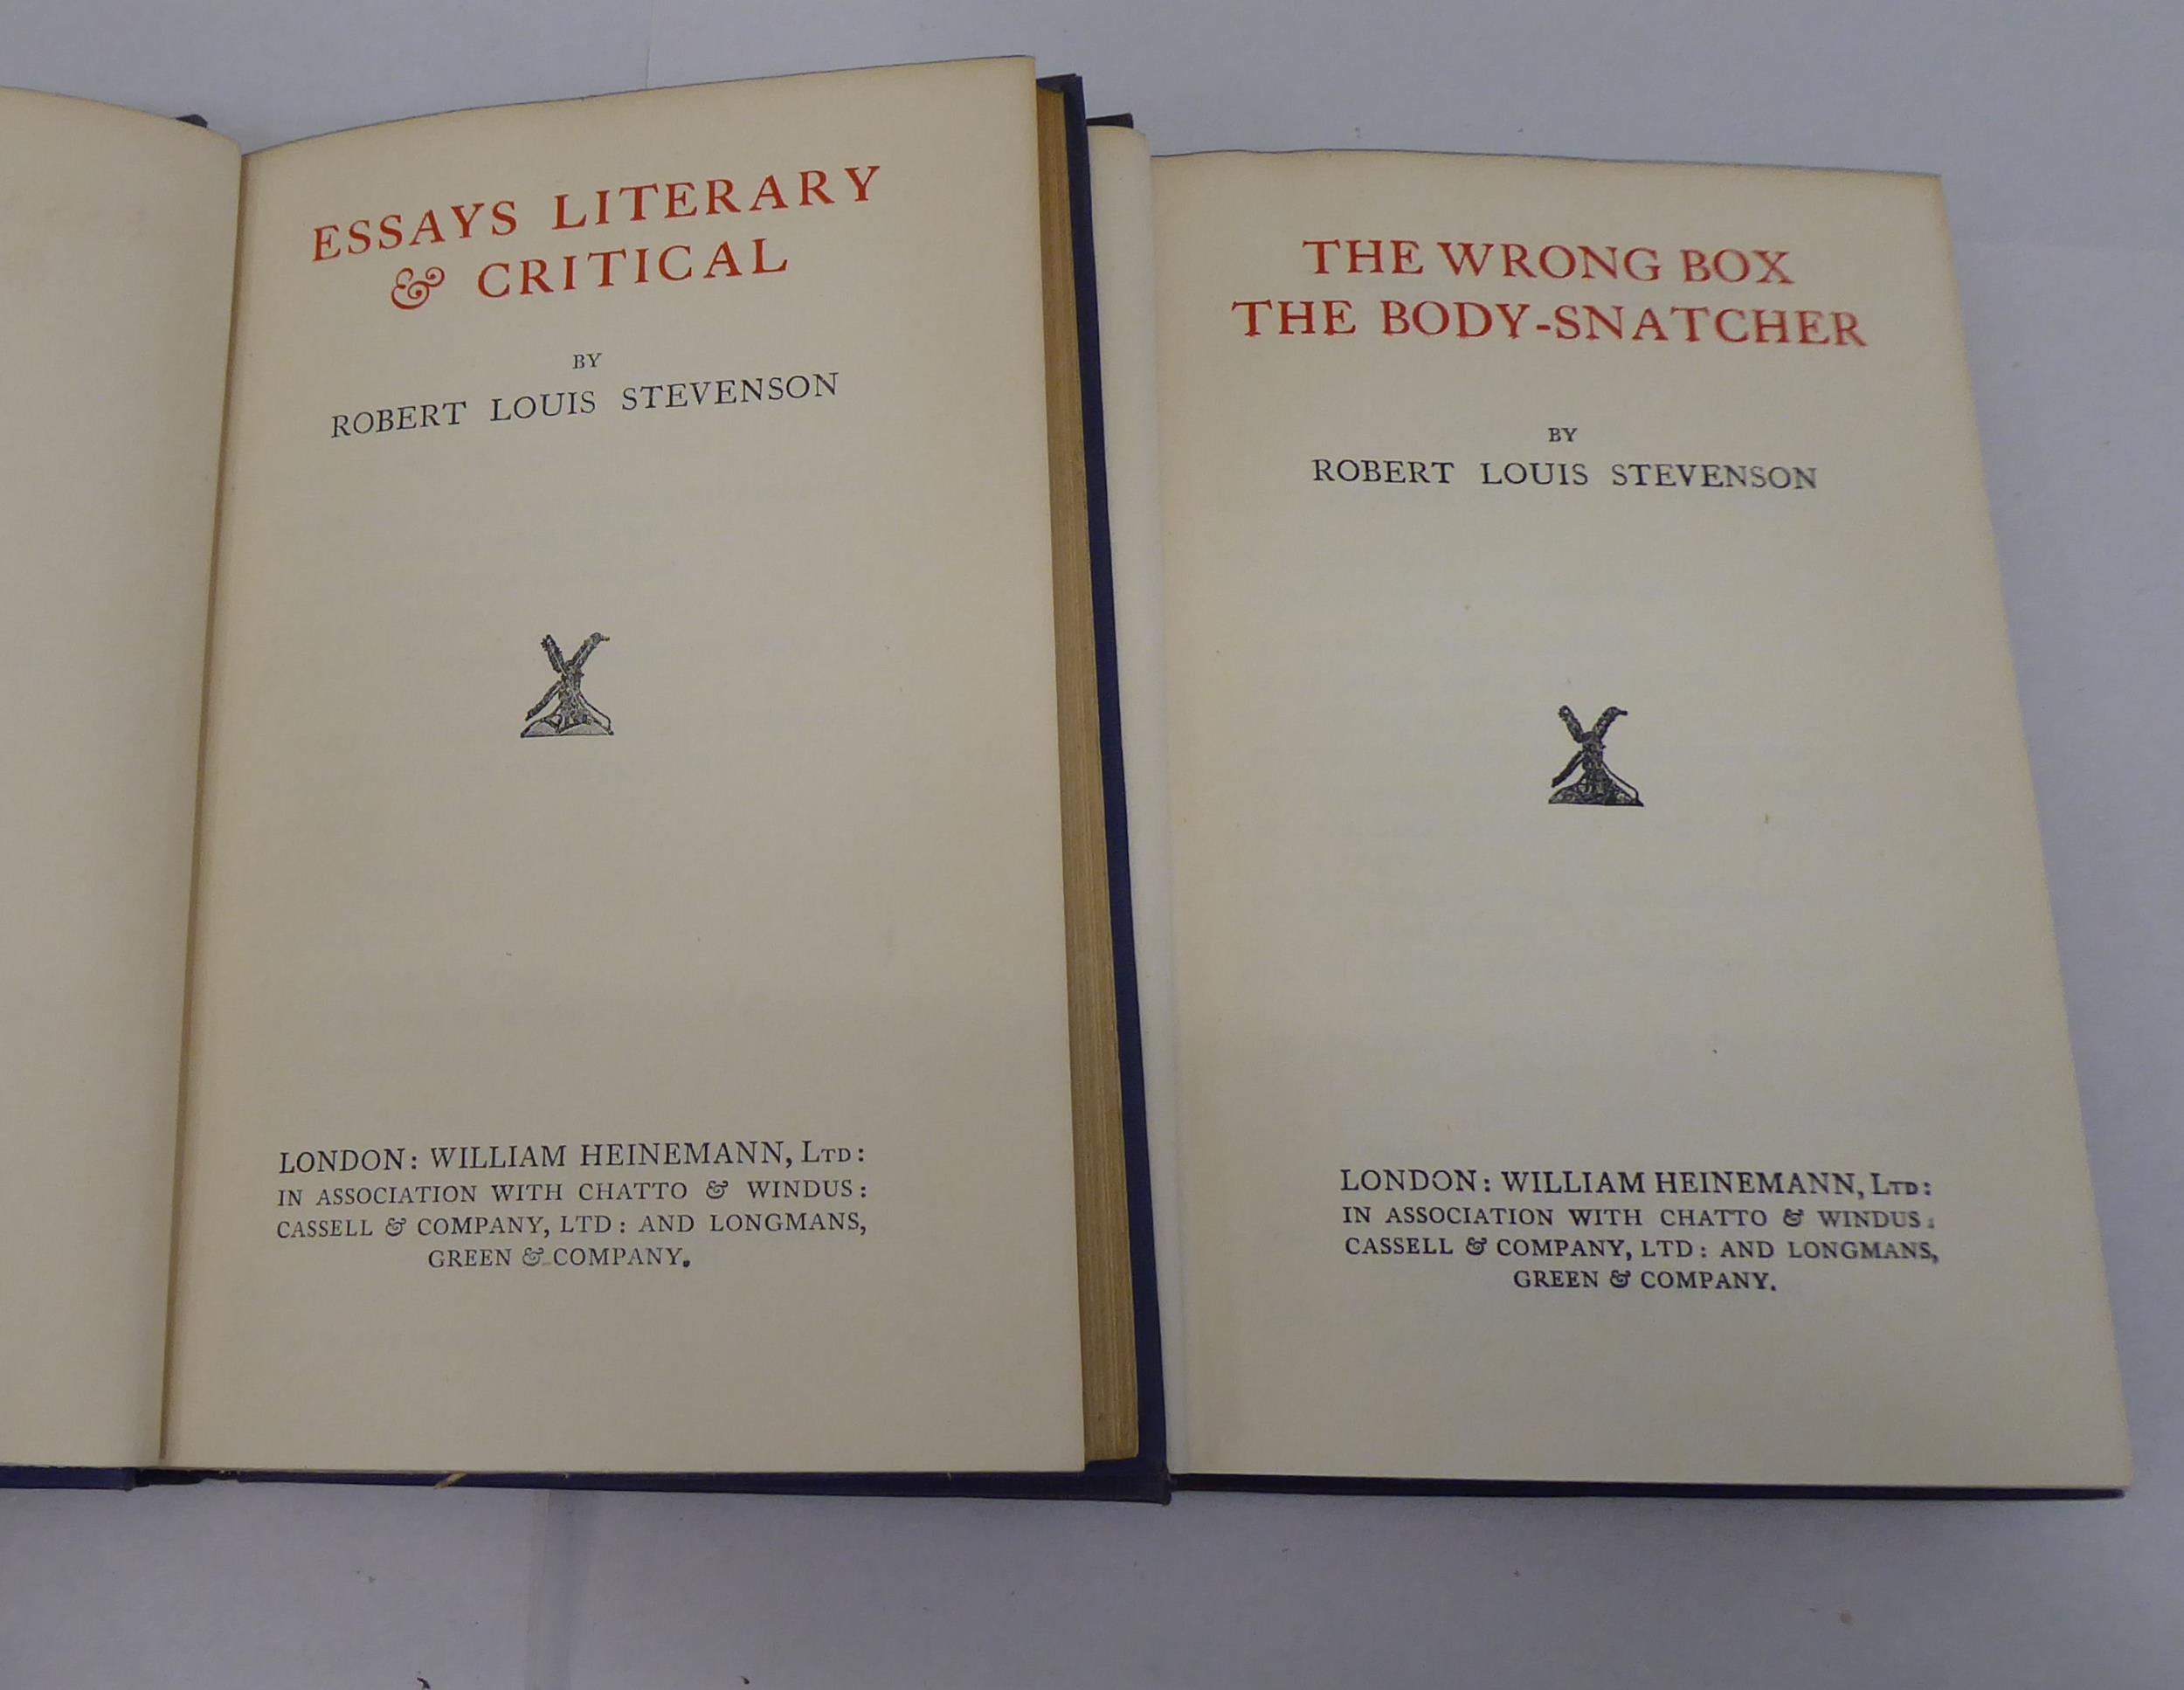 ESSAYS LITERARY
& CRITICAL
BY
ROBERT LOUIS STEVENSON
LONDON: WILLIAM HEINEMANN, LTD:
IN ASSOCIATION WITH CHATTO & WINDUS:
CASSELL & COMPANY, LTD: AND LONGMANS,
GREEN & COMPANY.
THE WRONG BOX
THE BODY-SNATCHER
BY
ROBERT LOUIS STEVENSON
LONDON: WILLIAM HEINEMANN, LTD:
IN ASSOCIATION WITH CHATTO & WINDUS:
CASSELL & COMPANY, LTD: AND LONGMANS,
GREEN & COMPANY.